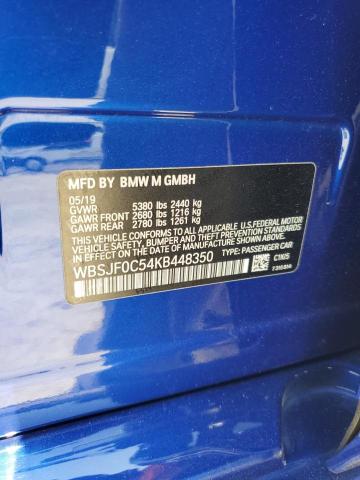 MFD BY BMW M GMBH
05/19
GVWR 5380 lbs 2440 kg
GAWR FRONT 2680 lbs 1216 kg
GAWR REAR 2780 lbs 1261 kg
THIS VEHICLE CONFORMS TO ALL APPLICABLE U.S.FEDERAL MOTOR
VEHICLE SAFETY, BUMPER, AND THEFT PREVENTION STANDARDS IN
EFFECT ON THE DATE OF MANUFACTURE SHOWN ABOVE.
WBSJF0C54KB448350 TYPE: PASSENGER CAR
C1X05